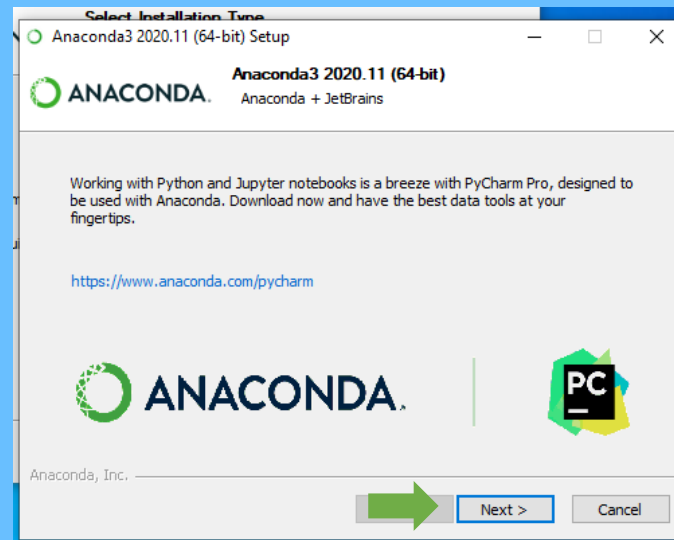 Select Installation Type
Anaconda3 2020.11 (64-bit) Setup
ANACONDA.
Anaconda3 2020.11 (64-bit)
Anaconda + JetBrains
Working with Python and Jupyter notebooks is a breeze with PyCharm Pro, designed to
be used with Anaconda. Download now and have the best data tools at your
fingertips.
https://www.anaconda.com/pycharm
ANACONDA.
PC
Anaconda, Inc.
Next >
Cancel